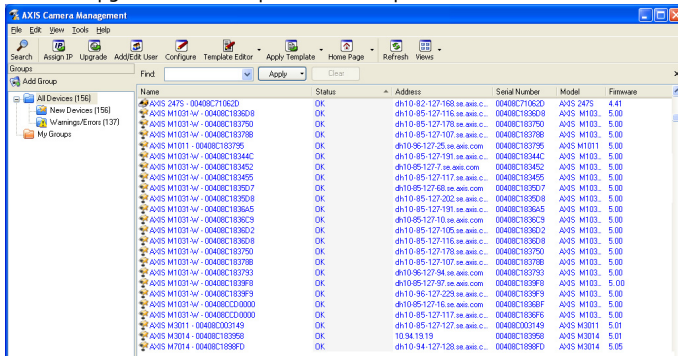 AXIS Camera Management
File Edit View Tools Help
Search Assign IP Upgrade Add/Edit User Configure Template Editor Apply Template Home Page Refresh Views
Groups
Add Group
Find: Apply Clear
All Devices (156)
New Devices (156)
Warnings/Errors (137)
My Groups
Name Status Address Serial Number Model Firmware
AXIS 247S - 00408C71062D OK dh10-82-127-168.se.axis.c... 00408C71062D AXIS 247S 4.41
AXIS M1031-W - 00408C1836D8 OK dh10-85-127-116.se.axis.c... 00408C1836D8 AXIS M103... 5.00
AXIS M1031-W - 00408C183750 OK dh10-85-127-178.se.axis.c... 00408C183750 AXIS M103... 5.00
AXIS M1031-W - 00408C18378B OK dh10-85-127-107.se.axis.c... 00408C18378B AXIS M103... 5.00
AXIS M1011 - 00408C183795 OK dh10-96-127-25.se.axis.com 00408C183795 AXIS M1011 5.00
AXIS M1031-W - 00408C18344C OK dh10-85-127-191.se.axis.c... 00408C18344C AXIS M103... 5.00
AXIS M1031-W - 00408C183452 OK dh10-85-127-7.se.axis.com 00408C183452 AXIS M103... 5.00
AXIS M1031-W - 00408C183455 OK dh10-85-127-117.se.axis.c... 00408C183455 AXIS M103... 5.00
AXIS M1031-W - 00408C1835D7 OK dh10-85-127-68.se.axis.com 00408C1835D7 AXIS M103... 5.00
AXIS M1031-W - 00408C1835D8 OK dh10-85-127-202.se.axis.c... 00408C1835D8 AXIS M103... 5.00
AXIS M1031-W - 00408C1836A5 OK dh10-85-127-191.se.axis.c... 00408C1836A5 AXIS M103... 5.00
AXIS M1031-W - 00408C1836C9 OK dh10-85-127-10.se.axis.com 00408C1836C9 AXIS M103... 5.00
AXIS M1031-W - 00408C1836D2 OK dh10-85-127-105.se.axis.c... 00408C1836D2 AXIS M103... 5.00
AXIS M1031-W - 00408C1836D8 OK dh10-85-127-116.se.axis.c... 00408C1836D8 AXIS M103... 5.00
AXIS M1031-W - 00408C183750 OK dh10-85-127-178.se.axis.c... 00408C183750 AXIS M103... 5.00
AXIS M1031-W - 00408C18378B OK dh10-85-127-107.se.axis.c... 00408C18378B AXIS M103... 5.00
AXIS M1031-W - 00408C183793 OK dh10-96-127-94.se.axis.com 00408C183793 AXIS M103... 5.00
AXIS M1031-W - 00408C1839F8 OK dh10-85-127-97.se.axis.com 00408C1839F8 AXIS M103... 5.00
AXIS M1031-W - 00408C1839F9 OK dh10-96-127-229.se.axis.c... 00408C1839F9 AXIS M103... 5.00
AXIS M1031-W - 00408CCD0000 OK dh10-85-127-16.se.axis.com 00408C1836BF AXIS M103... 5.00
AXIS M1031-W - 00408CCD0000 OK dh10-85-127-117.se.axis.c... 00408C1836F6 AXIS M103... 5.00
AXIS M3011 - 00408C003149 OK dh10-85-127-127.se.axis.c... 00408C003149 AXIS M3011 5.01
AXIS M3014 - 00408C183958 OK 10.94.19.19 00408C183958 AXIS M3014 5.01
AXIS M7014 - 00408C1898FD OK dh10-94-127-128.se.axis.c... 00408C1898FD AXIS M7014 5.05